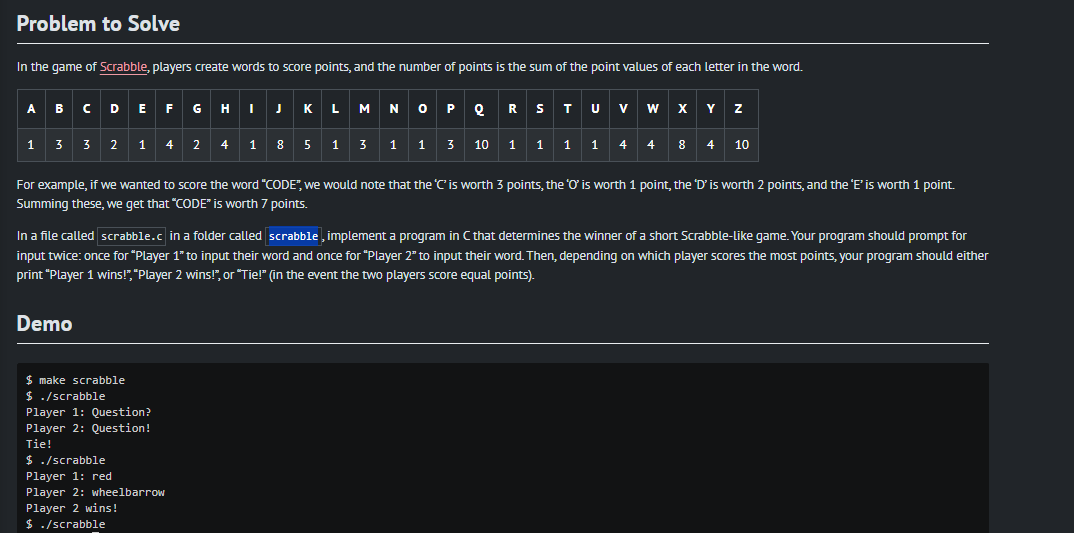 Problem to Solve
In the game of Scrabble, players create words to score points, and the number of points is the sum of the point values of each letter in the word.
A B C D E F G H I J K L M N O P Q R S T U V W X Y Z
1 3 3 2 1 4 2 4 1 8 5 1 3 1 1 3 10 1 1 1 1 4 4 8 4 10
For example, if we wanted to score the word “CODE”, we would note that the ‘C’ is worth 3 points, the ‘O’ is worth 1 point, the ‘D’ is worth 2 points, and the ‘E’ is worth 1 point.
Summing these, we get that “CODE” is worth 7 points.
In a file called scrabble.c in a folder called scrabble, implement a program in C that determines the winner of a short Scrabble-like game. Your program should prompt for
input twice: once for “Player 1” to input their word and once for “Player 2” to input their word. Then, depending on which player scores the most points, your program should either
print “Player 1 wins!”, “Player 2 wins!”, or “Tie!” (in the event the two players score equal points).
Demo
$ make scrabble
$ ./scrabble
Player 1: Question?
Player 2: Question!
Tie!
$ ./scrabble
Player 1: red
Player 2: wheelbarrow
Player 2 wins!
$ ./scrabble